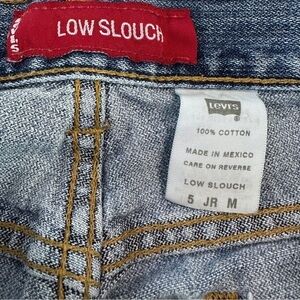 LOW SLOUCH
Levi's
100% COTTON
MADE IN MEXICO
CARE ON REVERSE
LOW SLOUCH
5 JR M